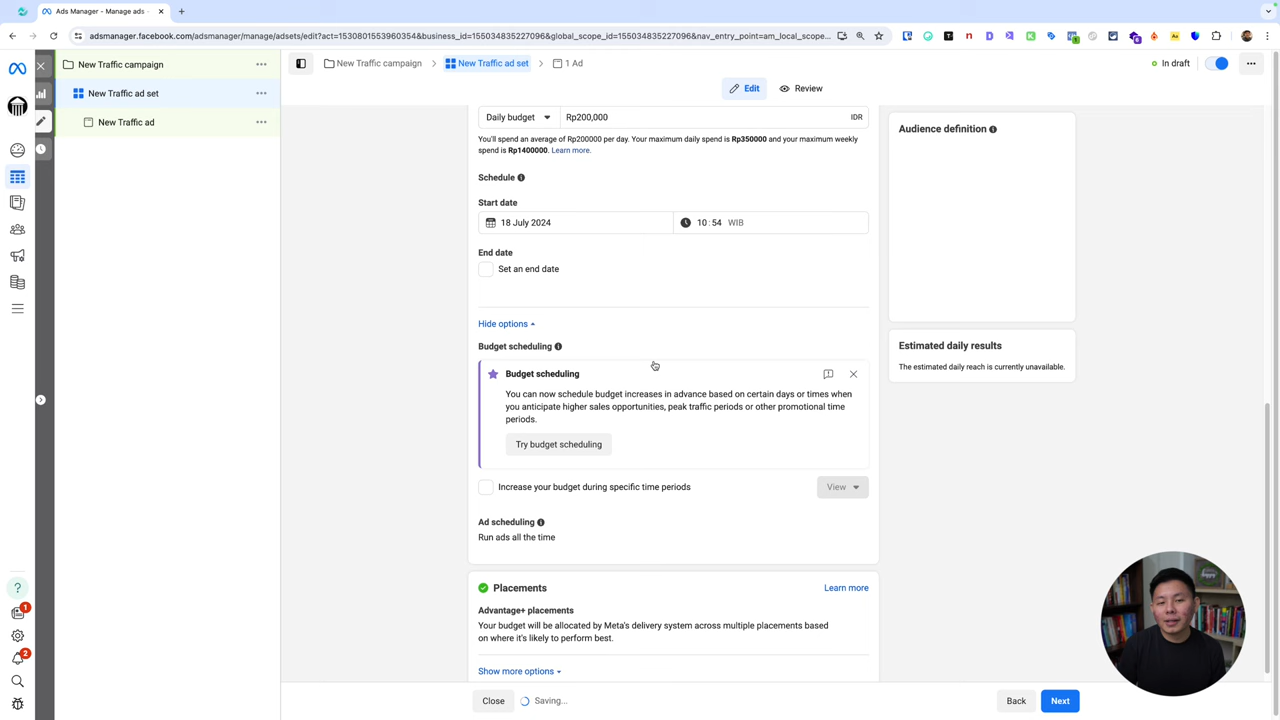 Ads Manager - Manage ads - 
adsmanager.facebook.com/adsmanager/manage/assets/edit?act=1530801553960354&business_id=155034835227096&global_scope_id=155034835227096&nav_entry_point=am_local_scope...
New Traffic campaign
New Traffic ad set
New Traffic ad
New Traffic campaign
New Traffic ad set
1 Ad
In draft
Edit
Review
Daily budget
Rp200,000
IDR
You'll spend an average of Rp200000 per day. Your maximum daily spend is Rp350000 and your maximum weekly
spend is Rp1400000. Learn more.
Schedule
Start date
18 July 2024
10:54 WIB
End date
Set an end date
Hide options
Budget scheduling
Budget scheduling
You can now schedule budget increases in advance based on certain days or times when
you anticipate higher sales opportunities, peak traffic periods or other promotional time
periods.
Try budget scheduling
Increase your budget during specific time periods
View
Ad scheduling
Run ads all the time
Placements
Learn more
Advantage+ placements
Your budget will be allocated by Meta's delivery system across multiple placements based
on where it's likely to perform best.
Show more options
Close
Saving...
Back
Next
Audience definition
Estimated daily results
The estimated daily reach is currently unavailable.
1
2